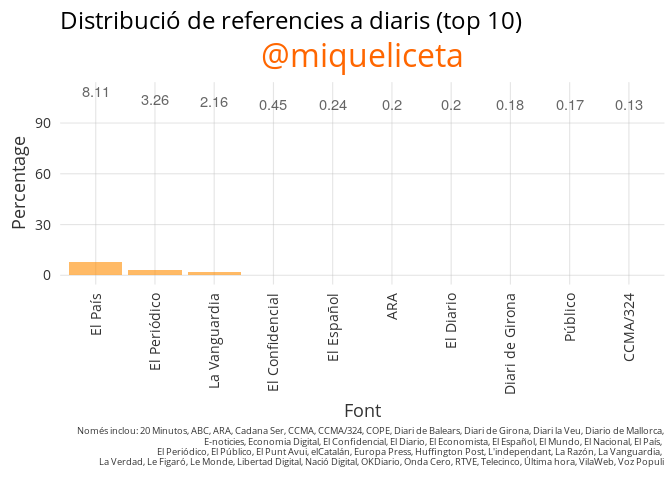 Distribució de referencies a diaris (top 10)
@miqueliceta
8.11 3.26 2.16 0.45 0.24 0.2 0.2 0.18 0.17 0.13
Percentage
90
60
30
0
El País
El Periódico
La Vanguardia
El Confidencial
El Español
ARA
El Diario
Diari de Girona
Público
CCMA/324
Font
Només inclou: 20 Minutos, ABC, ARA, Cadana Ser, CCMA, CCMA/324, COPE, Diari de Balears, Diari de Girona, Diari la Veu, Diario de Mallorca,
E-noticies, Economia Digital, El Confidencial, El Diario, El Economista, El Español, El Mundo, El Nacional, El País,
El Periódico, El Público, El Punt Avui, elCatalán, Europa Press, Huffington Post, L'independant, La Razón, La Vanguardia,
La Verdad, Le Figaró, Le Monde, Libertad Digital, Nació Digital, OKDiario, Onda Cero, RTVE, Telecinco, Última hora, VilaWeb, Voz Populi